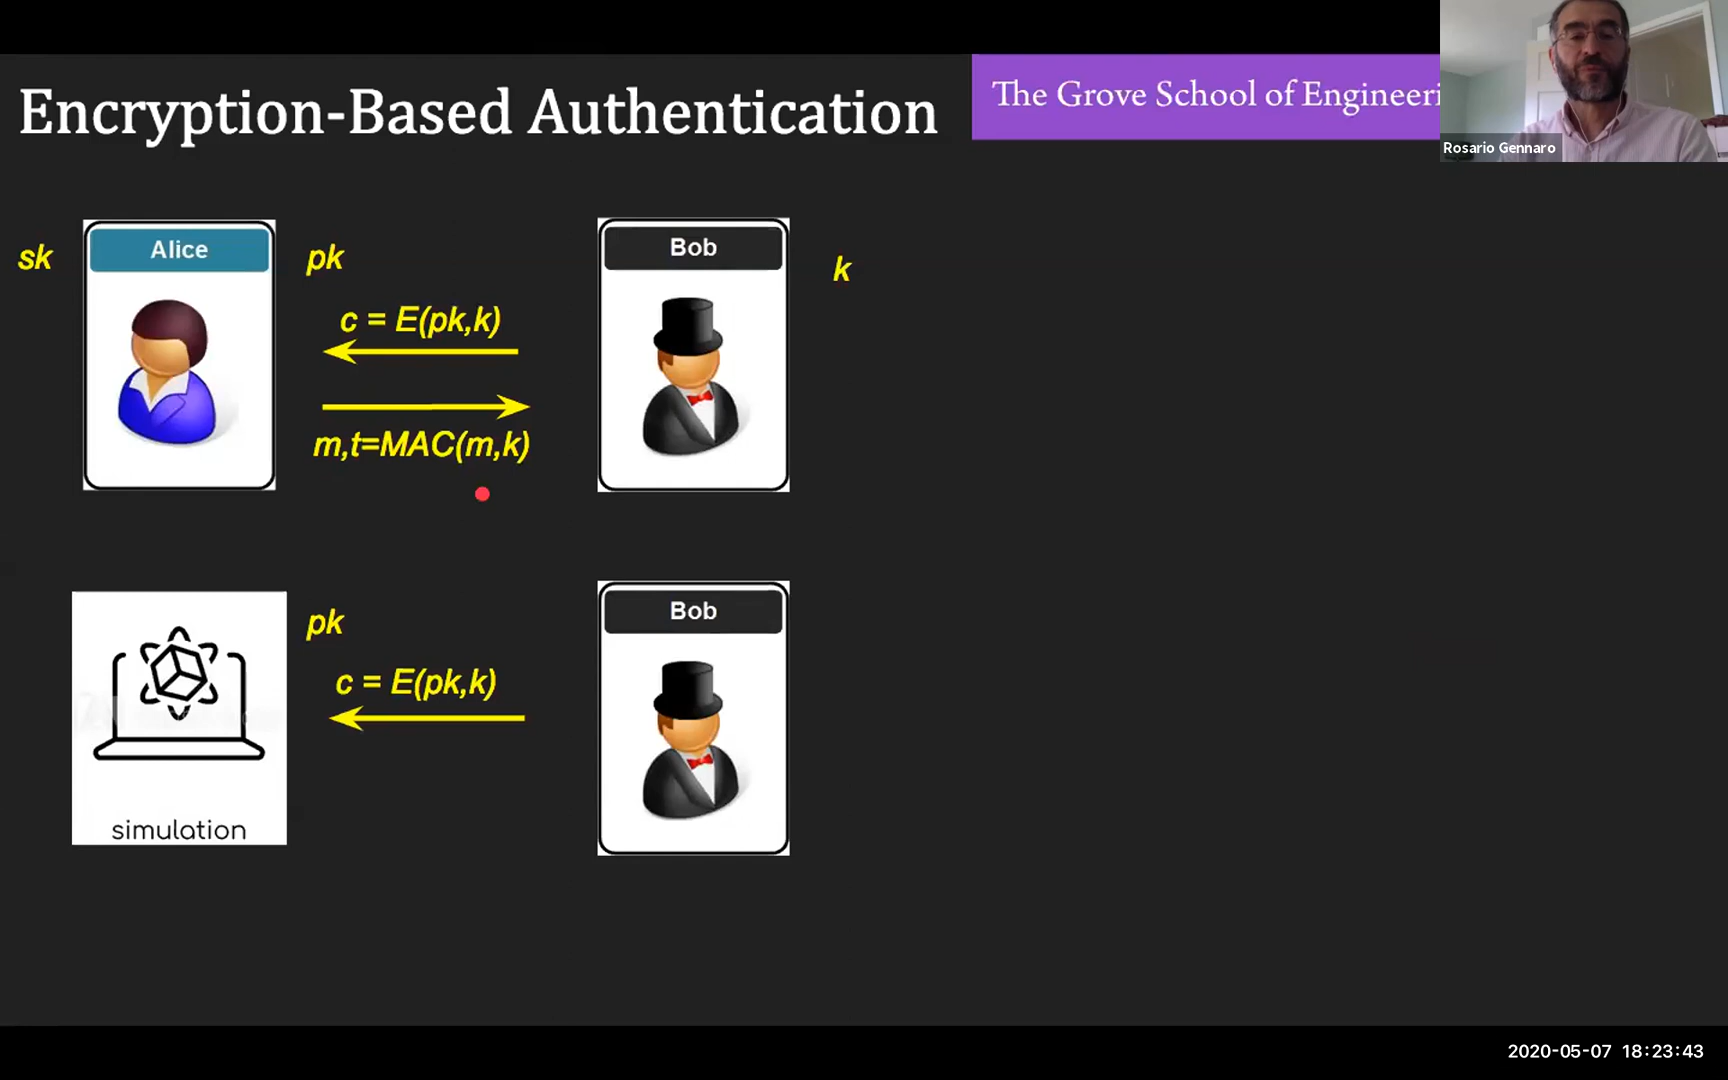 Encryption-Based Authentication
The Grove School of Engineeri
Rosario Gennaro
sk
Alice
pk
Bob
k
c = E(pk,k)
m,t=MAC(m,k)
pk
Bob
c = E(pk,k)
simulation
2020-05-07 18:23:43